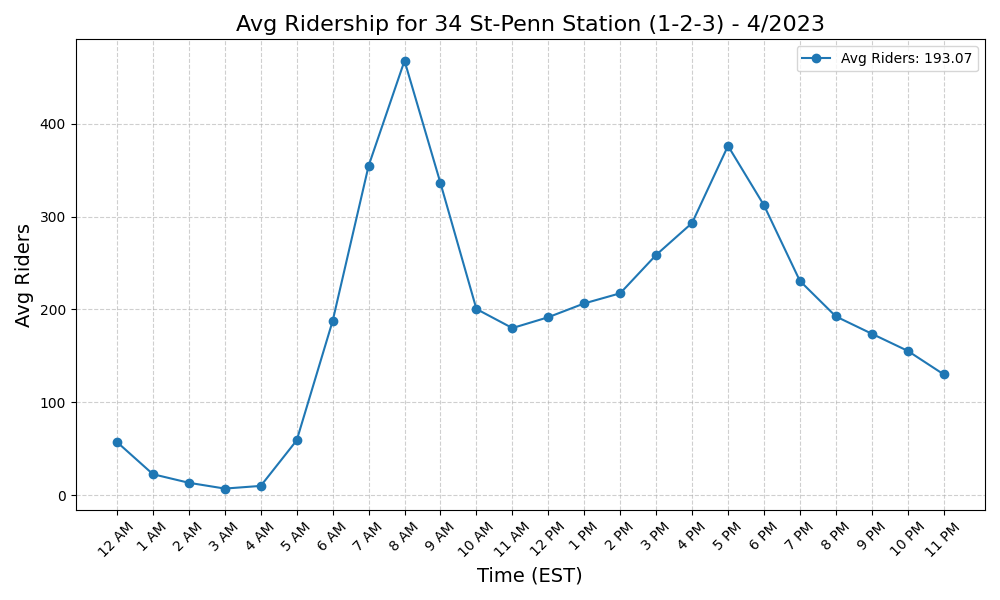 Avg Ridership for 34 St-Penn Station (1-2-3) - 4/2023
Avg Riders: 193.07
Avg Riders
400
300
200
100
0
12 AM
1 AM
2 AM
3 AM
4 AM
5 AM
6 AM
7 AM
8 AM
9 AM
10 AM
11 AM
12 PM
1 PM
2 PM
3 PM
4 PM
5 PM
6 PM
7 PM
8 PM
9 PM
10 PM
11 PM
Time (EST)